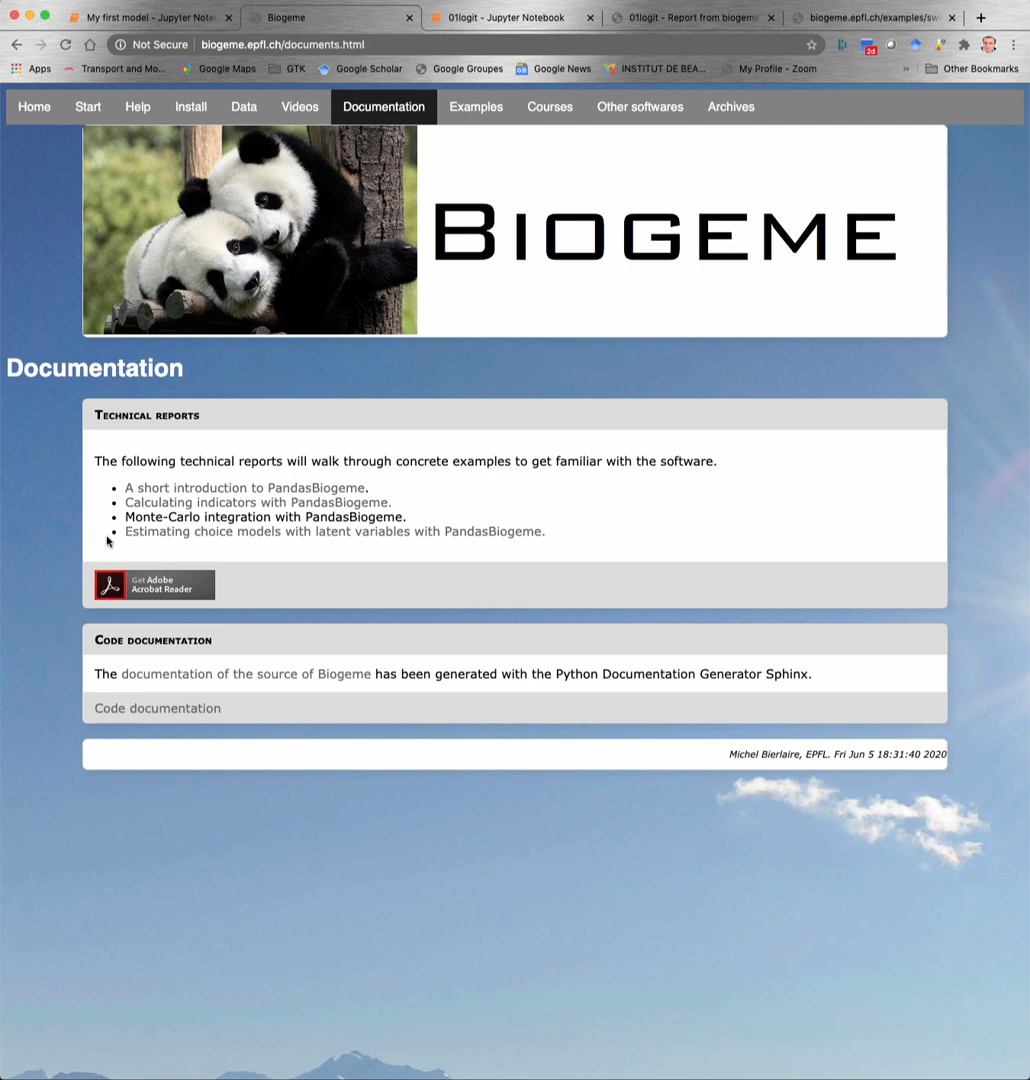 My first model - Jupyter Note
Biogeme
01logit - Jupyter Notebook
01logit - Report from biogeme
biogeme.epfl.ch/examples/sw
Not Secure
biogeme.epfl.ch/documents.html
2d
Apps
Transport and Mo...
Google Maps
GTK
Google Scholar
Google Groupes
Google News
INSTITUT DE BEA...
My Profile - Zoom
»
Other Bookmarks
Home
Start
Help
Install
Data
Videos
Documentation
Examples
Courses
Other softwares
Archives
BIOGEME
Documentation
TECHNICAL REPORTS
The following technical reports will walk through concrete examples to get familiar with the software.
• A short introduction to PandasBiogeme.
• Calculating indicators with PandasBiogeme.
• Monte-Carlo integration with PandasBiogeme.
• Estimating choice models with latent variables with PandasBiogeme.
Get Adobe
Acrobat Reader
CODE DOCUMENTATION
The documentation of the source of Biogeme has been generated with the Python Documentation Generator Sphinx.
Code documentation
Michel Bierlaire, EPFL. Fri Jun 5 18:31:40 2020